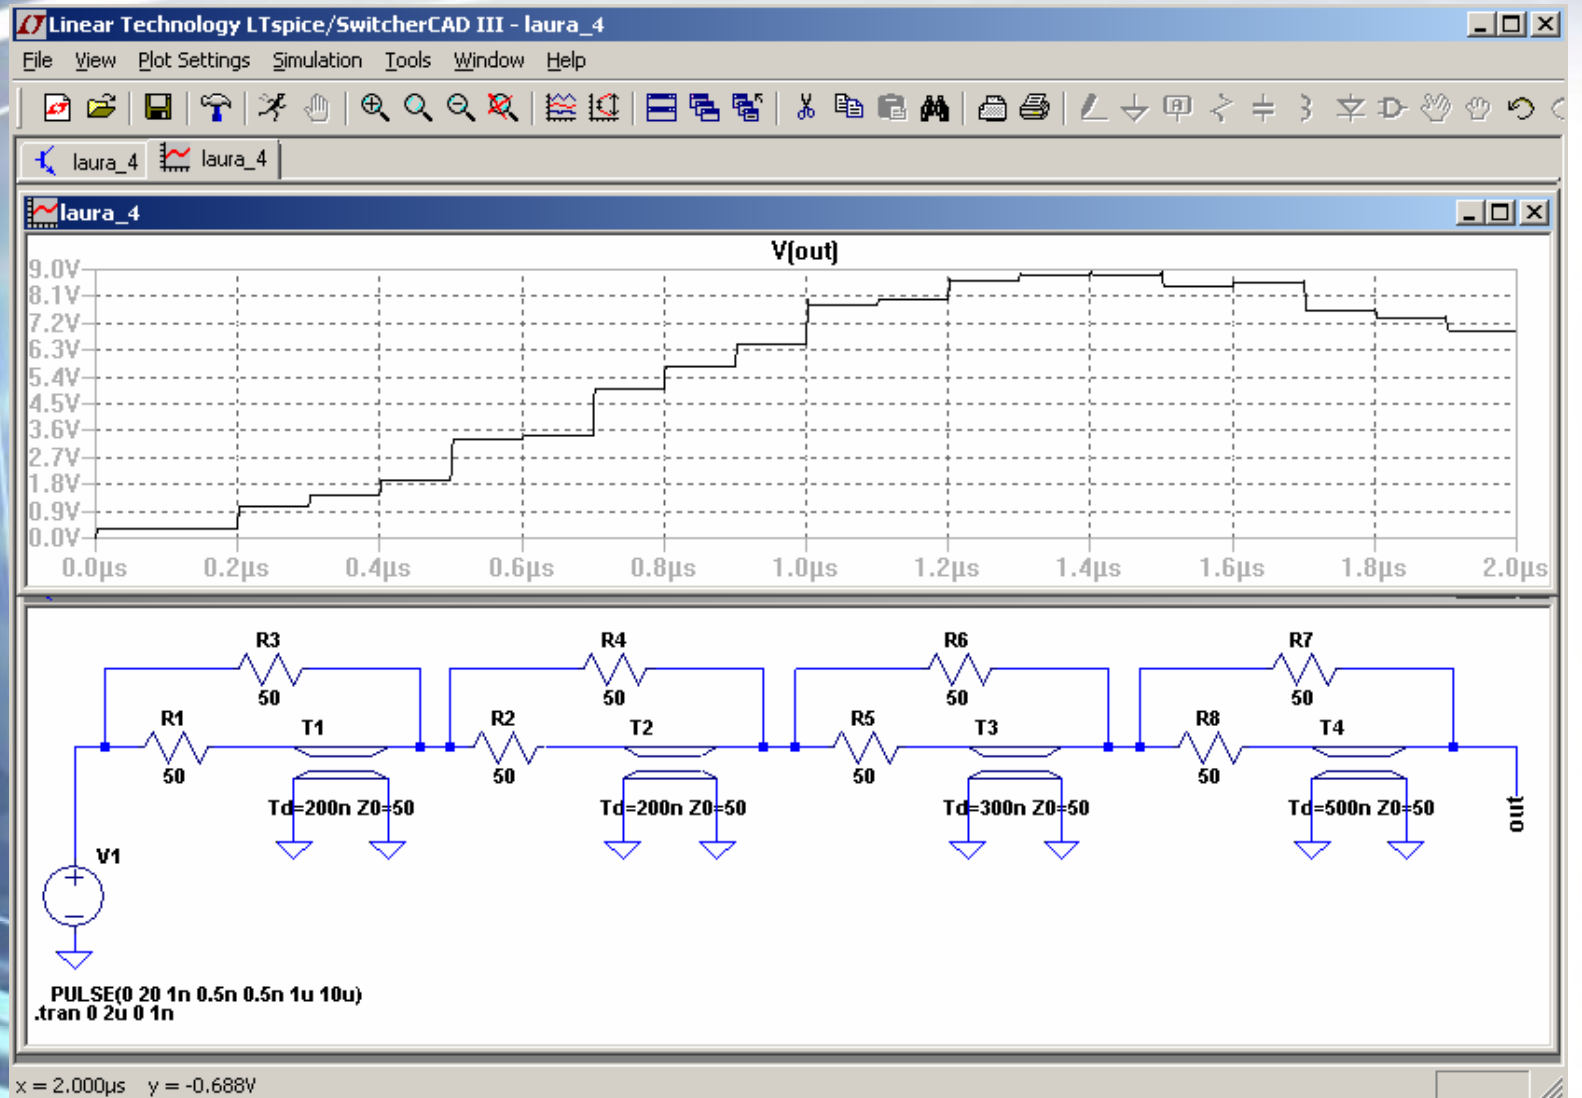 Linear Technology LTspice/SwitcherCAD III - laura_4
File View Plot Settings Simulation Tools Window Help
laura_4 laura_4
laura_4
V(out)
9.0V
8.1V
7.2V
6.3V
5.4V
4.5V
3.6V
2.7V
1.8V
0.9V
0.0V
0.0µs 0.2µs 0.4µs 0.6µs 0.8µs 1.0µs 1.2µs 1.4µs 1.6µs 1.8µs 2.0µs
R3 R4 R6 R7
50 50 50 50
R1 T1 R2 T2 R5 T3 R8 T4
50 50 50 50
Td=200n Z0=50 Td=200n Z0=50 Td=300n Z0=50 Td=500n Z0=50
out
V1
PULSE(0 20 1n 0.5n 0.5n 1u 10u)
.tran 0 2u 0 1n
x = 2.000µs y = -0.688V